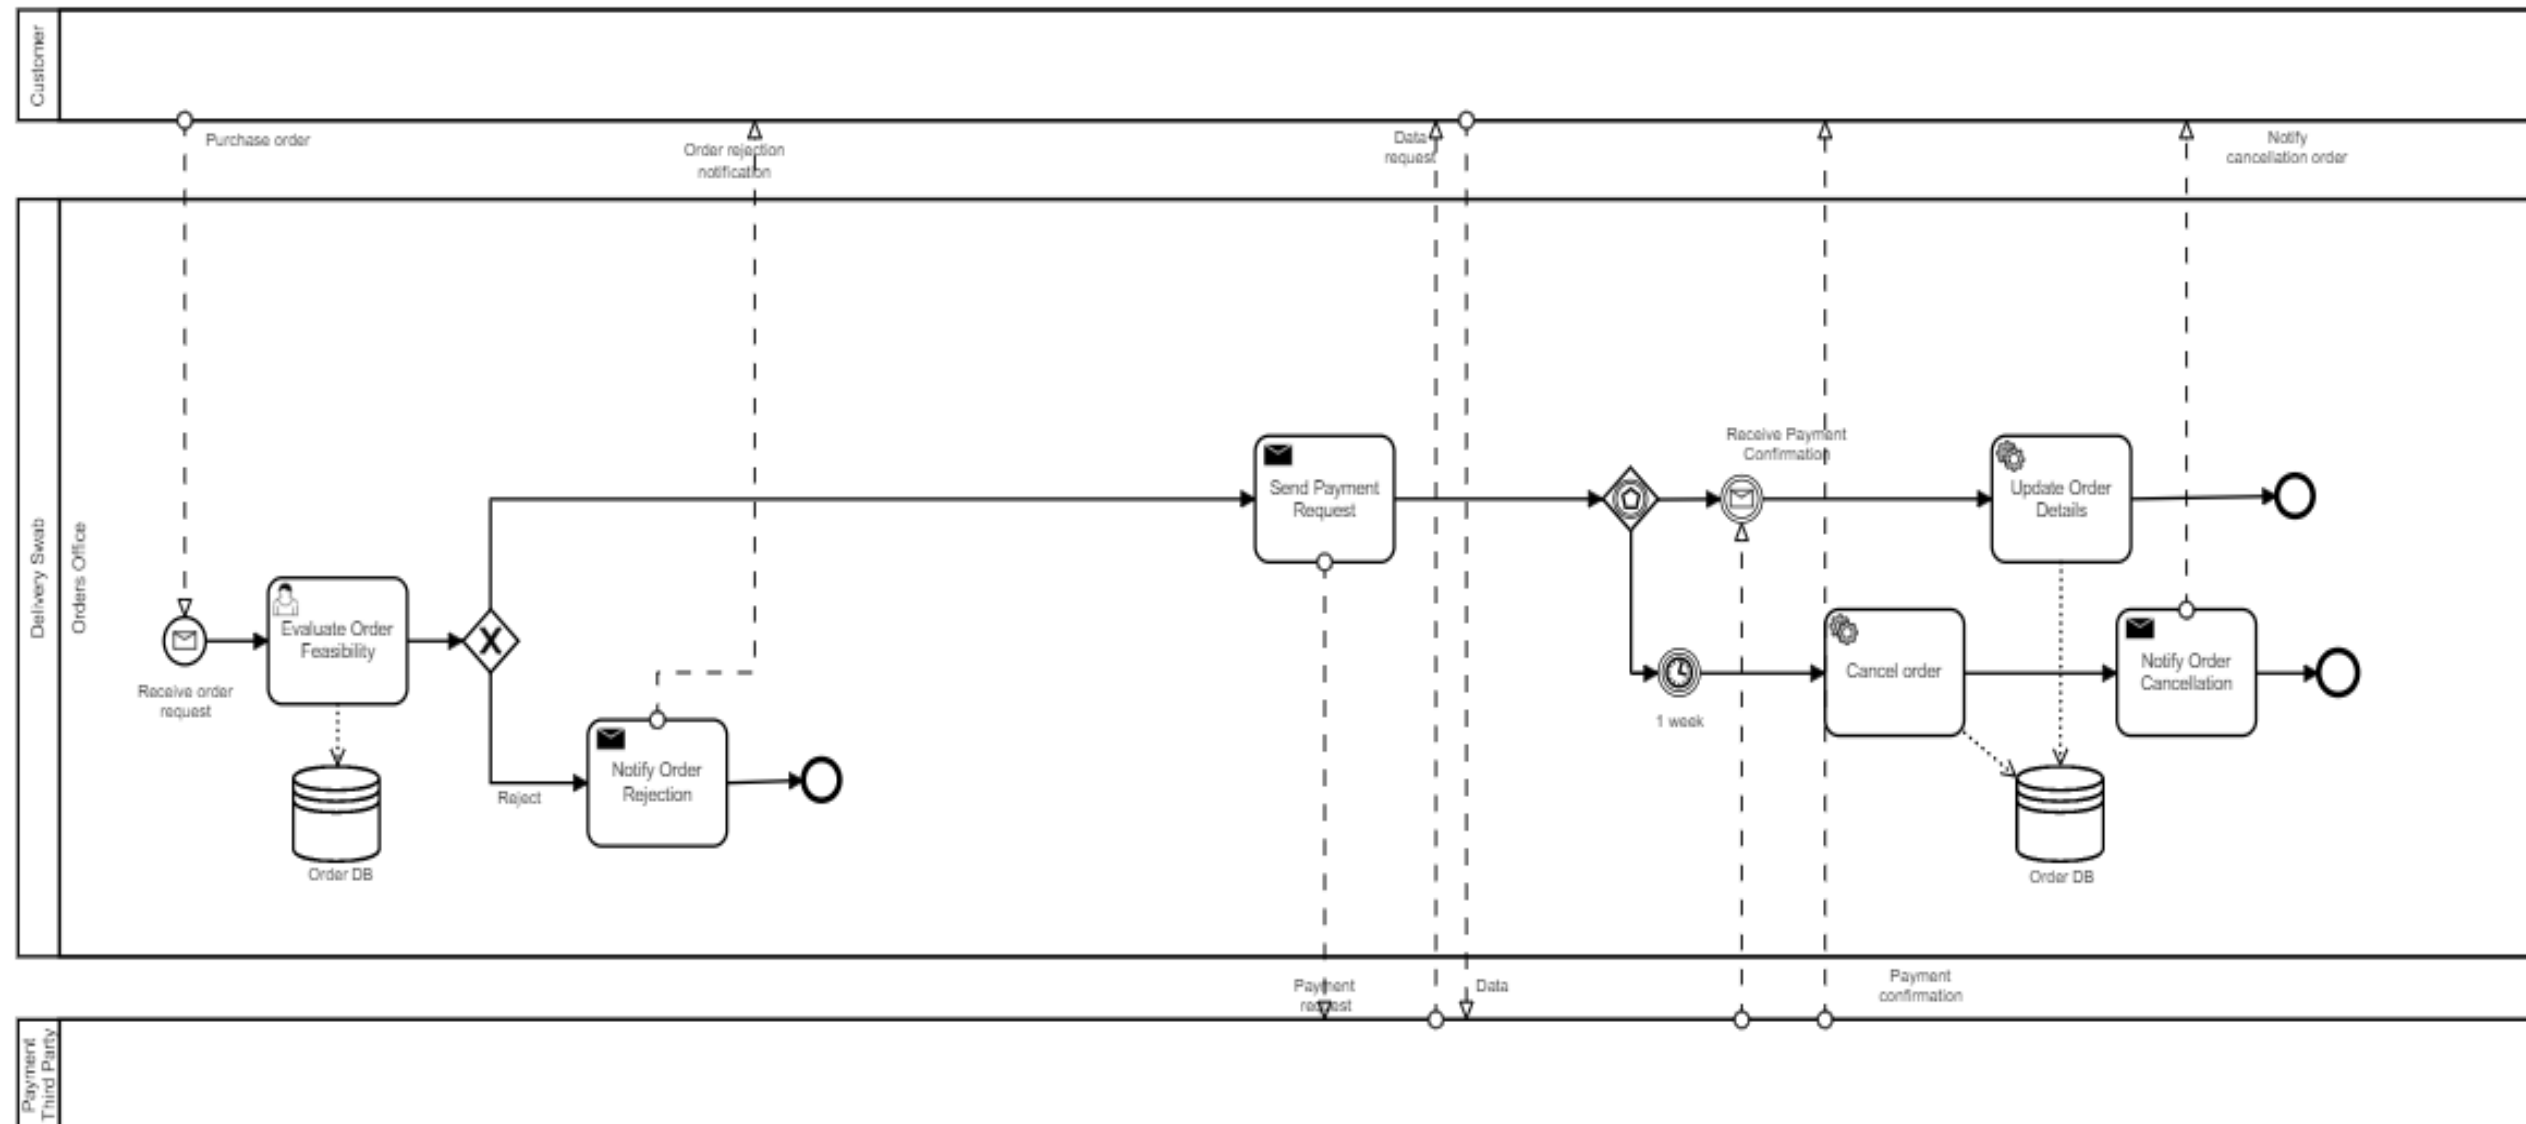 Customer
Purchase order
Order rejection
notification
Data
request
Notify
cancellation order
Delivery Swab
Orders Office
Receive order
request
Evaluate Order
Feasibility
Order DB
X
Reject
Notify Order
Rejection
Send Payment
Request
Receive Payment
Confirmation
1 week
Update Order
Details
Cancel order
Notify Order
Cancellation
Order DB
Payment
request
Data
Payment
confirmation
Payment
Third Party